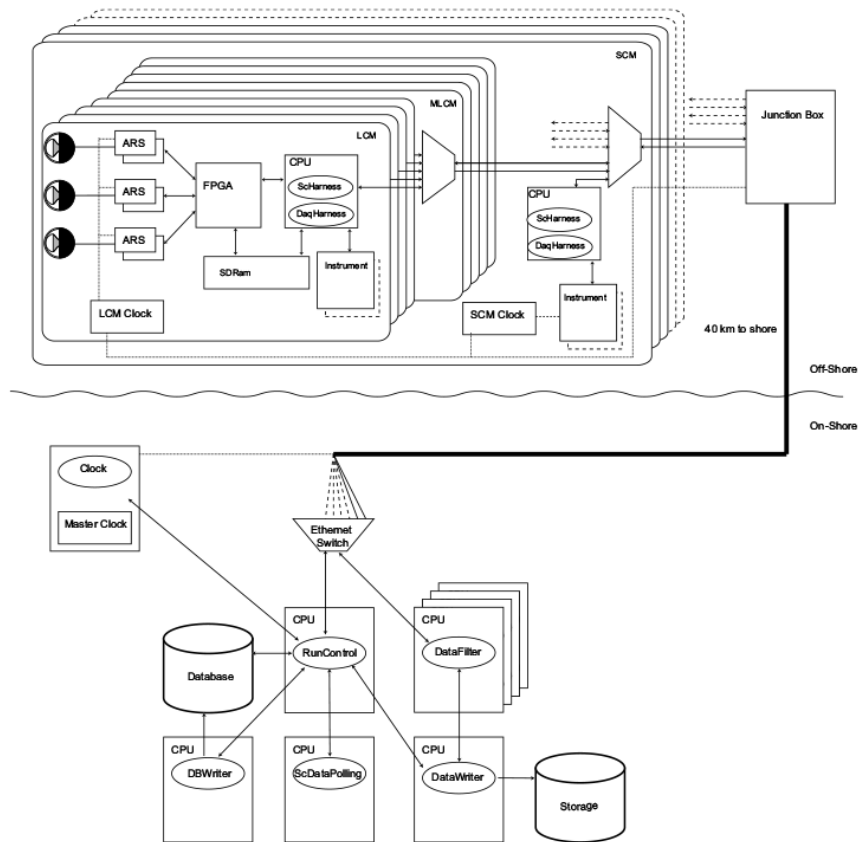 SCM
MLCM
LCM
Junction Box
ARS
CPU
ScHarness
FPGA
ARS
DaqHarness
CPU
ScHarness
DaqHarness
ARS
SDRam
Instrument
Instrument
LCM Clock
SCM Clock
40 km to shore
Off-Shore
On-Shore
Clock
Master Clock
Ethernet
Switch
CPU
CPU
RunControl
DataFilter
Database
CPU
CPU
CPU
DBWriter
ScDataPolling
DataWriter
Storage